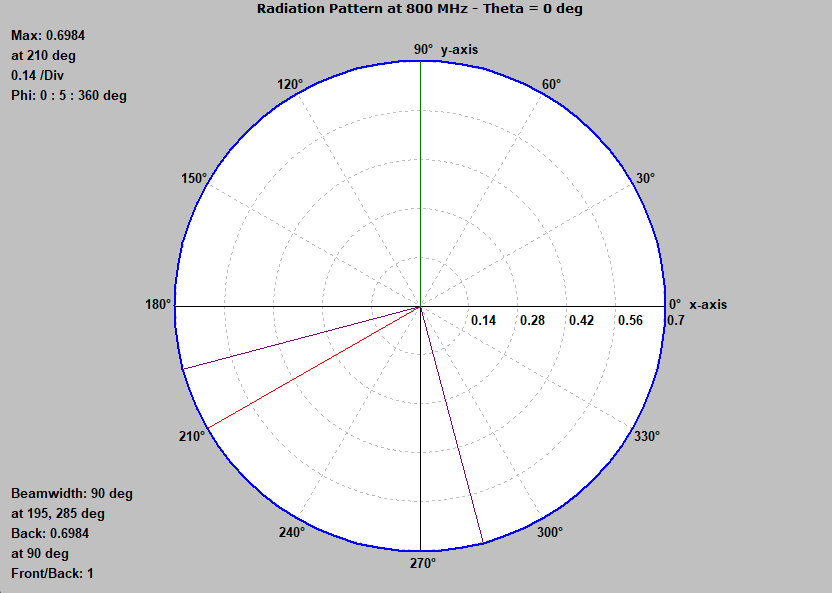 Radiation Pattern at 800 MHz - Theta = 0 deg
Max: 0.6984
at 210 deg
0.14 /Div
Phi: 0 : 5 : 360 deg
90° y-axis
120°
60°
150°
30°
180°
0° x-axis
0.14 0.28 0.42 0.56 0.7
210°
330°
240°
300°
270°
Beamwidth: 90 deg
at 195, 285 deg
Back: 0.6984
at 90 deg
Front/Back: 1